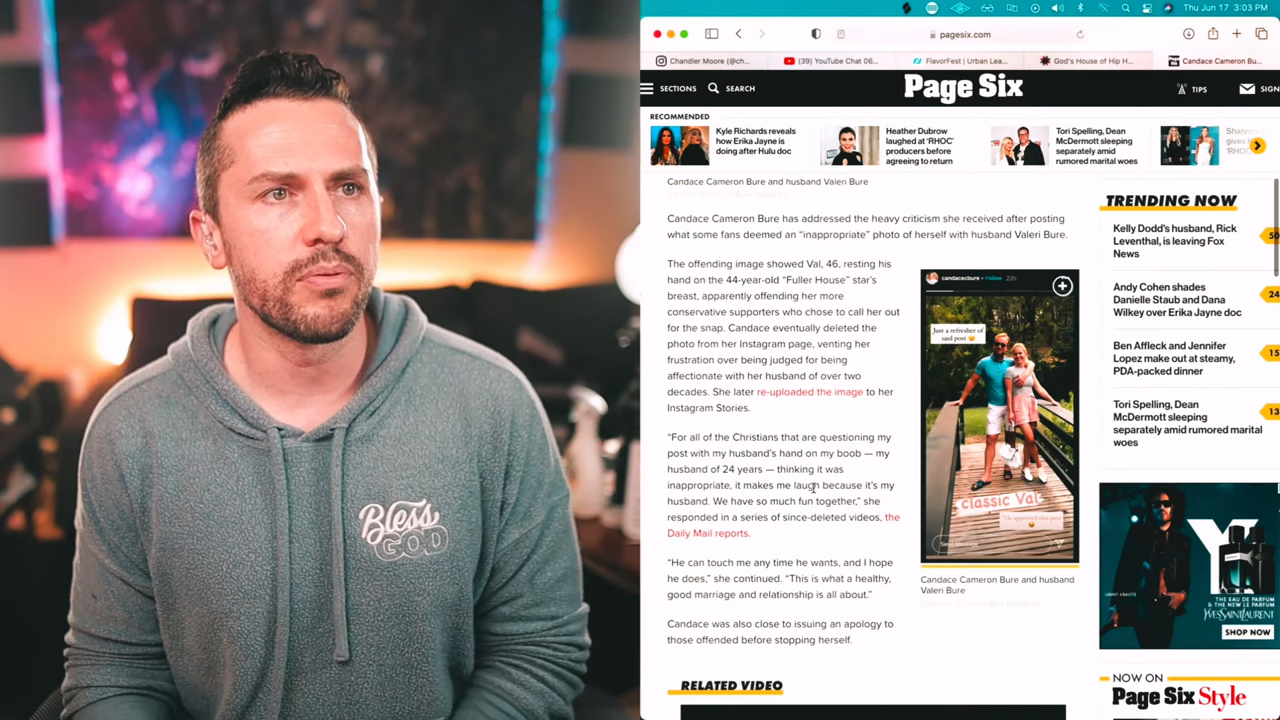 Thu Jun 17 3:03 PM
pagesix.com
Chandler Moore (@ch...
(39) YouTube Chat 06...
FlavorFest | Urban Lea...
God's House of Hip H...
Candace Cameron Bu...
SECTIONS
SEARCH
Page Six
TIPS
SIGN
RECOMMENDED
Kyle Richards reveals
how Erika Jayne is
doing after Hulu doc
Heather Dubrow
laughed at 'RHOC'
producers before
agreeing to return
Tori Spelling, Dean
McDermott sleeping
separately amid
rumored marital woes
Candace Cameron Bure and husband Valeri Bure
Candace Cameron Bure has addressed the heavy criticism she received after posting
what some fans deemed an “inappropriate” photo of herself with husband Valeri Bure.
The offending image showed Val, 46, resting his
hand on the 44-year-old “Fuller House” star's
breast, apparently offending her more
conservative supporters who chose to call her out
for the snap. Candace eventually deleted the
photo from her Instagram page, venting her
frustration over being judged for being
affectionate with her husband of over two
decades. She later re-uploaded the image to her
Instagram Stories.
“For all of the Christians that are questioning my
post with my husband's hand on my boob — my
husband of 24 years — thinking it was
inappropriate, it makes me laugh because it's my
husband. We have so much fun together,” she
responded in a series of since-deleted videos, the
Daily Mail reports.
“He can touch me any time he wants, and I hope
he does,” she continued. “This is what a healthy,
good marriage and relationship is all about.”
Candace was also close to issuing an apology to
those offended before stopping herself.
RELATED VIDEO
candacecbure • Follow 22h
Just a refresher of
said post
classic Val
"He approved this post
Candace Cameron Bure and husband
Valeri Bure
TRENDING NOW
Kelly Dodd's husband, Rick
Leventhal, is leaving Fox
News
50
Andy Cohen shades
Danielle Staub and Dana
Wilkey over Erika Jayne doc
24
Ben Affleck and Jennifer
Lopez make out at steamy,
PDA-packed dinner
15
Tori Spelling, Dean
McDermott sleeping
separately amid rumored marital
woes
13
LENNY KRAVITZ
Y
THE EAU DE PARFUM
& THE NEW LE PARFUM
YVESSAINTLAURENT
SHOP NOW
NOW ON
Page Six Style
Bless
GOD